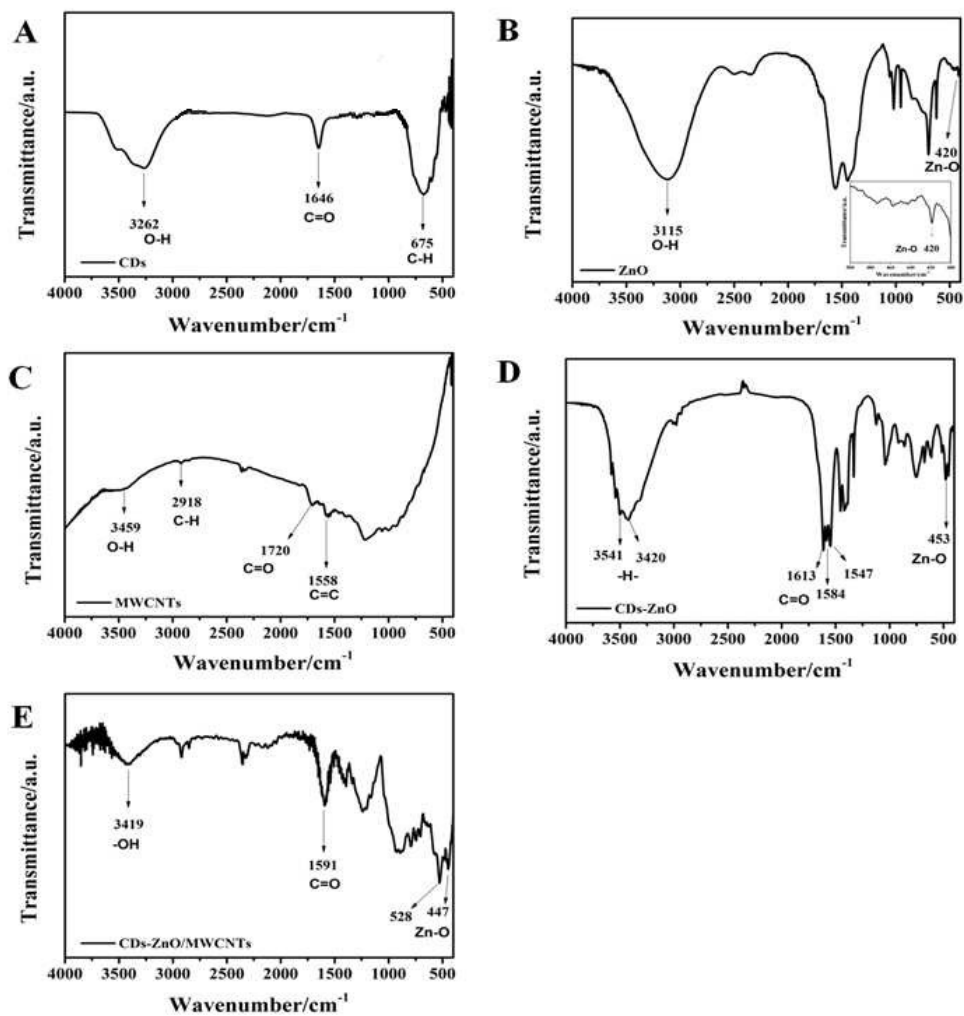 A
Transmittance/a.u.
3262
O-H
1646
C=O
675
C-H
CDs
4000 3500 3000 2500 2000 1500 1000 500
Wavenumber/cm-1
B
Transmittance/a.u.
3115
O-H
420
Zn-O
Transmittance/a.u.
Zn-O 420
Wavenumber/cm-1
ZnO
4000 3500 3000 2500 2000 1500 1000 500
Wavenumber/cm-1
C
Transmittance/a.u.
3459
O-H
2918
C-H
1720
C=O
1558
C=C
MWCNTs
4000 3500 3000 2500 2000 1500 1000 500
Wavenumber/cm-1
D
Transmittance/a.u.
3541 3420
-H-
1613 1547
C=O 1584
453
Zn-O
CDs-ZnO
4000 3500 3000 2500 2000 1500 1000 500
Wavenumber/cm-1
E
Transmittance/a.u.
3419
-OH
1591
C=O
528 447
Zn-O
CDs-ZnO/MWCNTs
4000 3500 3000 2500 2000 1500 1000 500
Wavenumber/cm-1